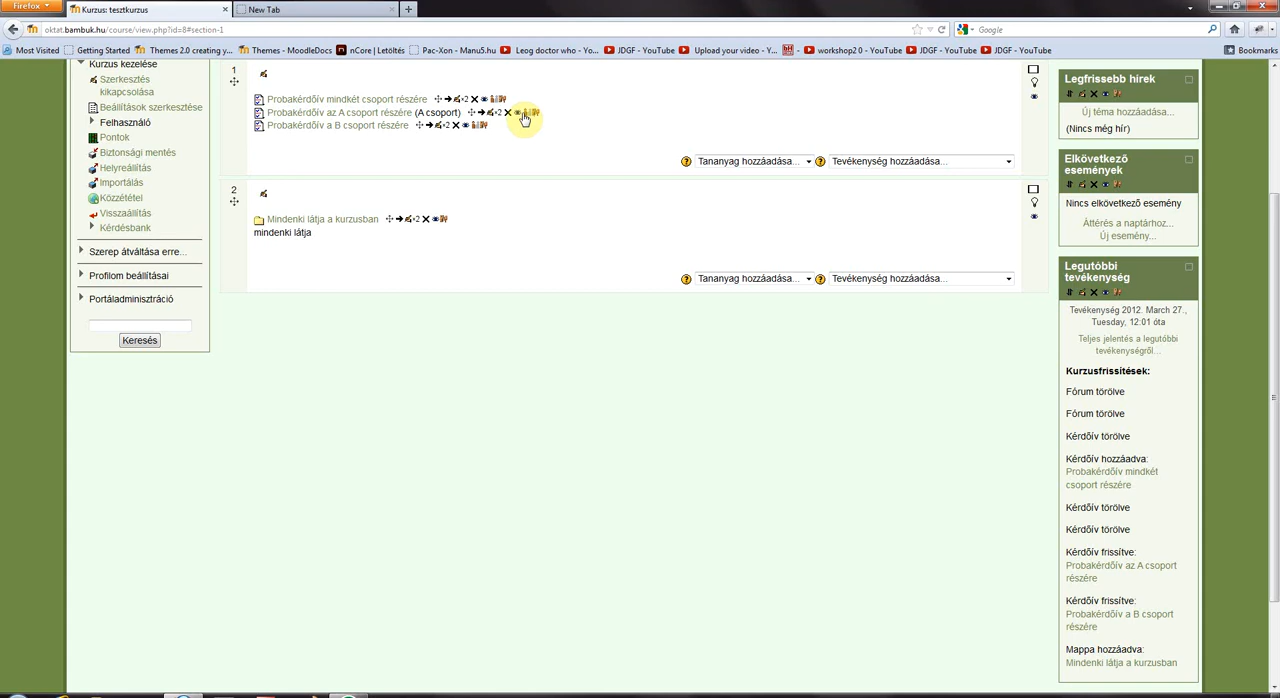 Firefox
Kurzus: tesztkurzus
New Tab
oktat.bambuk.hu/course/view.php?id=8#section-1
Google
Most Visited
Getting Started
Themes 2.0 creating y...
Themes - MoodleDocs
nCore | Letöltés
Pac-Xon - Manu5.hu
Leg doctor who - Yo...
JDGF - YouTube
Upload your video - Y...
workshop2 0 - YouTube
JDGF - YouTube
JDGF - YouTube
Bookmarks
Kurzus kezelése
Szerkesztés
kikapcsolása
Beállítások szerkesztése
Felhasználó
Pontok
Biztonsági mentés
Helyreállítás
Importálás
Közzététel
Visszaállítás
Kérdésbank
Szerep átváltása erre...
Profilom beállításai
Portáladminisztráció
Keresés
1
Probakérdőív mindkét csoport részére
Probakérdőív az A csoport részére (A csoport)
Probakérdőív a B csoport részére
Tananyag hozzáadása...
Tevékenység hozzáadása...
2
Mindenki látja a kurzusban
mindenki látja
Tananyag hozzáadása...
Tevékenység hozzáadása...
Legfrissebb hirek
Új téma hozzáadása...
(Nincs még hír)
Elkövetkező
események
Nincs elkövetkező esemény
Áttérés a naptárhoz...
Új esemény...
Legutóbbi
tevékenység
Tevékenység 2012. March 27.,
Tuesday, 12:01 óta
Teljes jelentés a legutóbbi
tevékenységről...
Kurzusfrissítések:
Fórum törölve
Fórum törölve
Kérdőív törölve
Kérdőív hozzáadva:
Probakérdőív mindkét
csoport részére
Kérdőív törölve
Kérdőív törölve
Kérdőív frissítve:
Probakérdőív az A csoport
részére
Kérdőív frissítve:
Probakérdőív a B csoport
részére
Mappa hozzáadva:
Mindenki látja a kurzusban